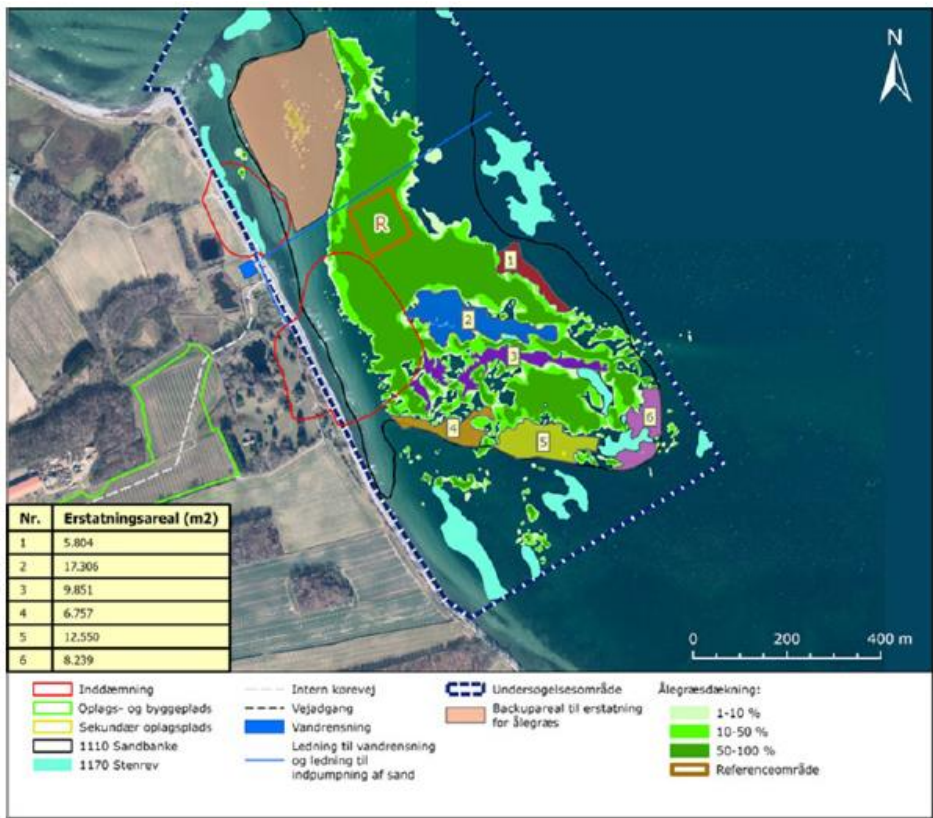 N
R
1
2
3
4
5
6
Nr. Erstatningsareal (m2)
1 5.804
2 17.306
3 9.851
4 6.757
5 12.550
6 8.239
0 200 400 m
Inddæmning
Oplags- og byggeplads
Sekundær oplagsplads
1110 Sandbanke
1170 Stenrev
Intern kørevej
Vejadgang
Vandrensning
Ledning til vandrensning
og ledning til
indpumpning af sand
Undersøgelsesområde
Backupareal til erstatning
for ålegræs
Ålegræsdækning:
1-10 %
10-50 %
50-100 %
Referenceområde